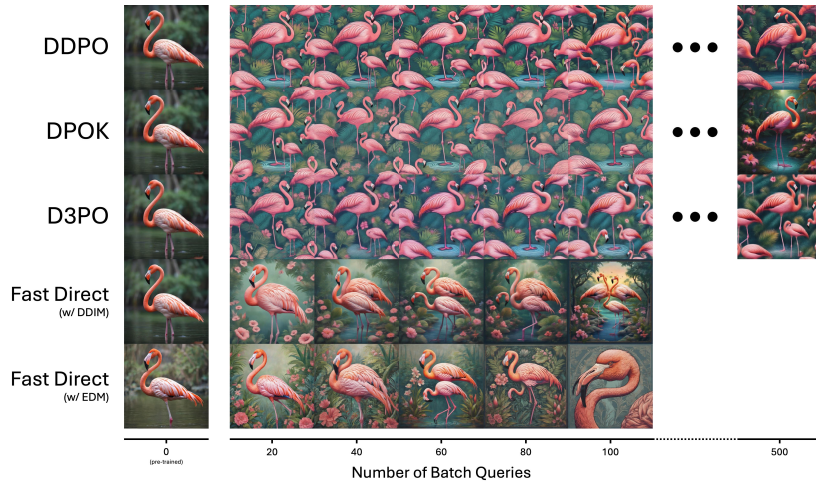 DDPO
DPOK
D3PO
Fast Direct
(w/ DDIM)
Fast Direct
(w/ EDM)
0
20
40
60
80
100
500
(pre-trained)
Number of Batch Queries